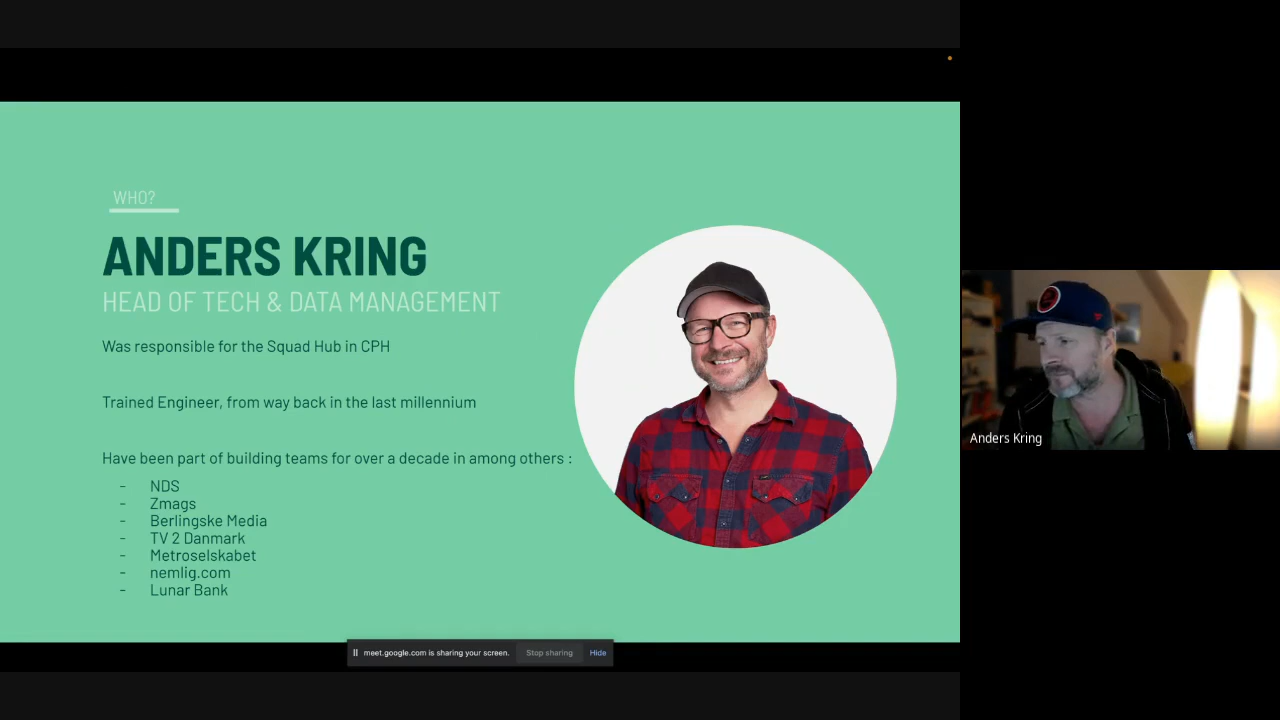 WHO?
ANDERS KRING
HEAD OF TECH & DATA MANAGEMENT
Was responsible for the Squad Hub in CPH
Trained Engineer, from way back in the last millennium
Have been part of building teams for over a decade in among others :
- NDS
- Zmags
- Berlingske Media
- TV 2 Danmark
- Metroselskabet
- nemlig.com
- Lunar Bank
Anders Kring
meet.google.com is sharing your screen. Stop sharing Hide